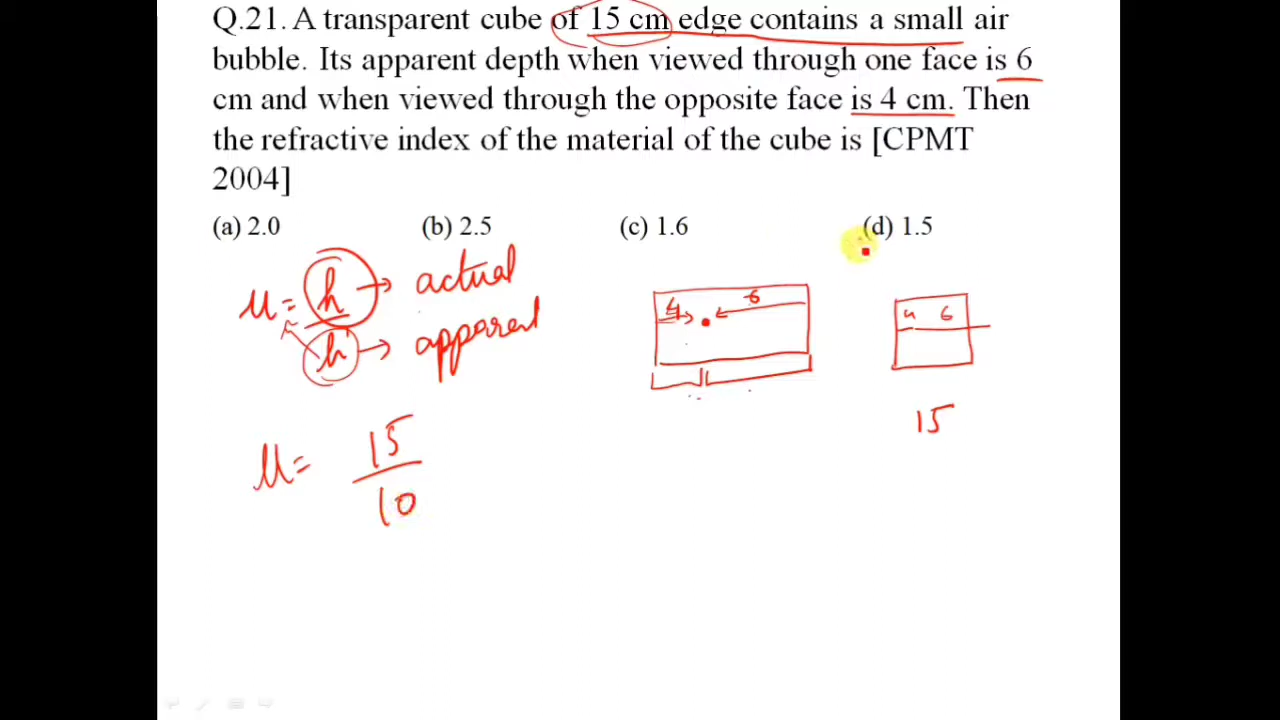 Q.21. A transparent cube of 15 cm edge contains a small air
bubble. Its apparent depth when viewed through one face is 6
cm and when viewed through the opposite face is 4 cm. Then
the refractive index of the material of the cube is [CPMT
2004]
(a) 2.0 (b) 2.5 (c) 1.6 (d) 1.5
μ = h → actual
h' → apparent
4 6
4 6
15
μ = 15
10